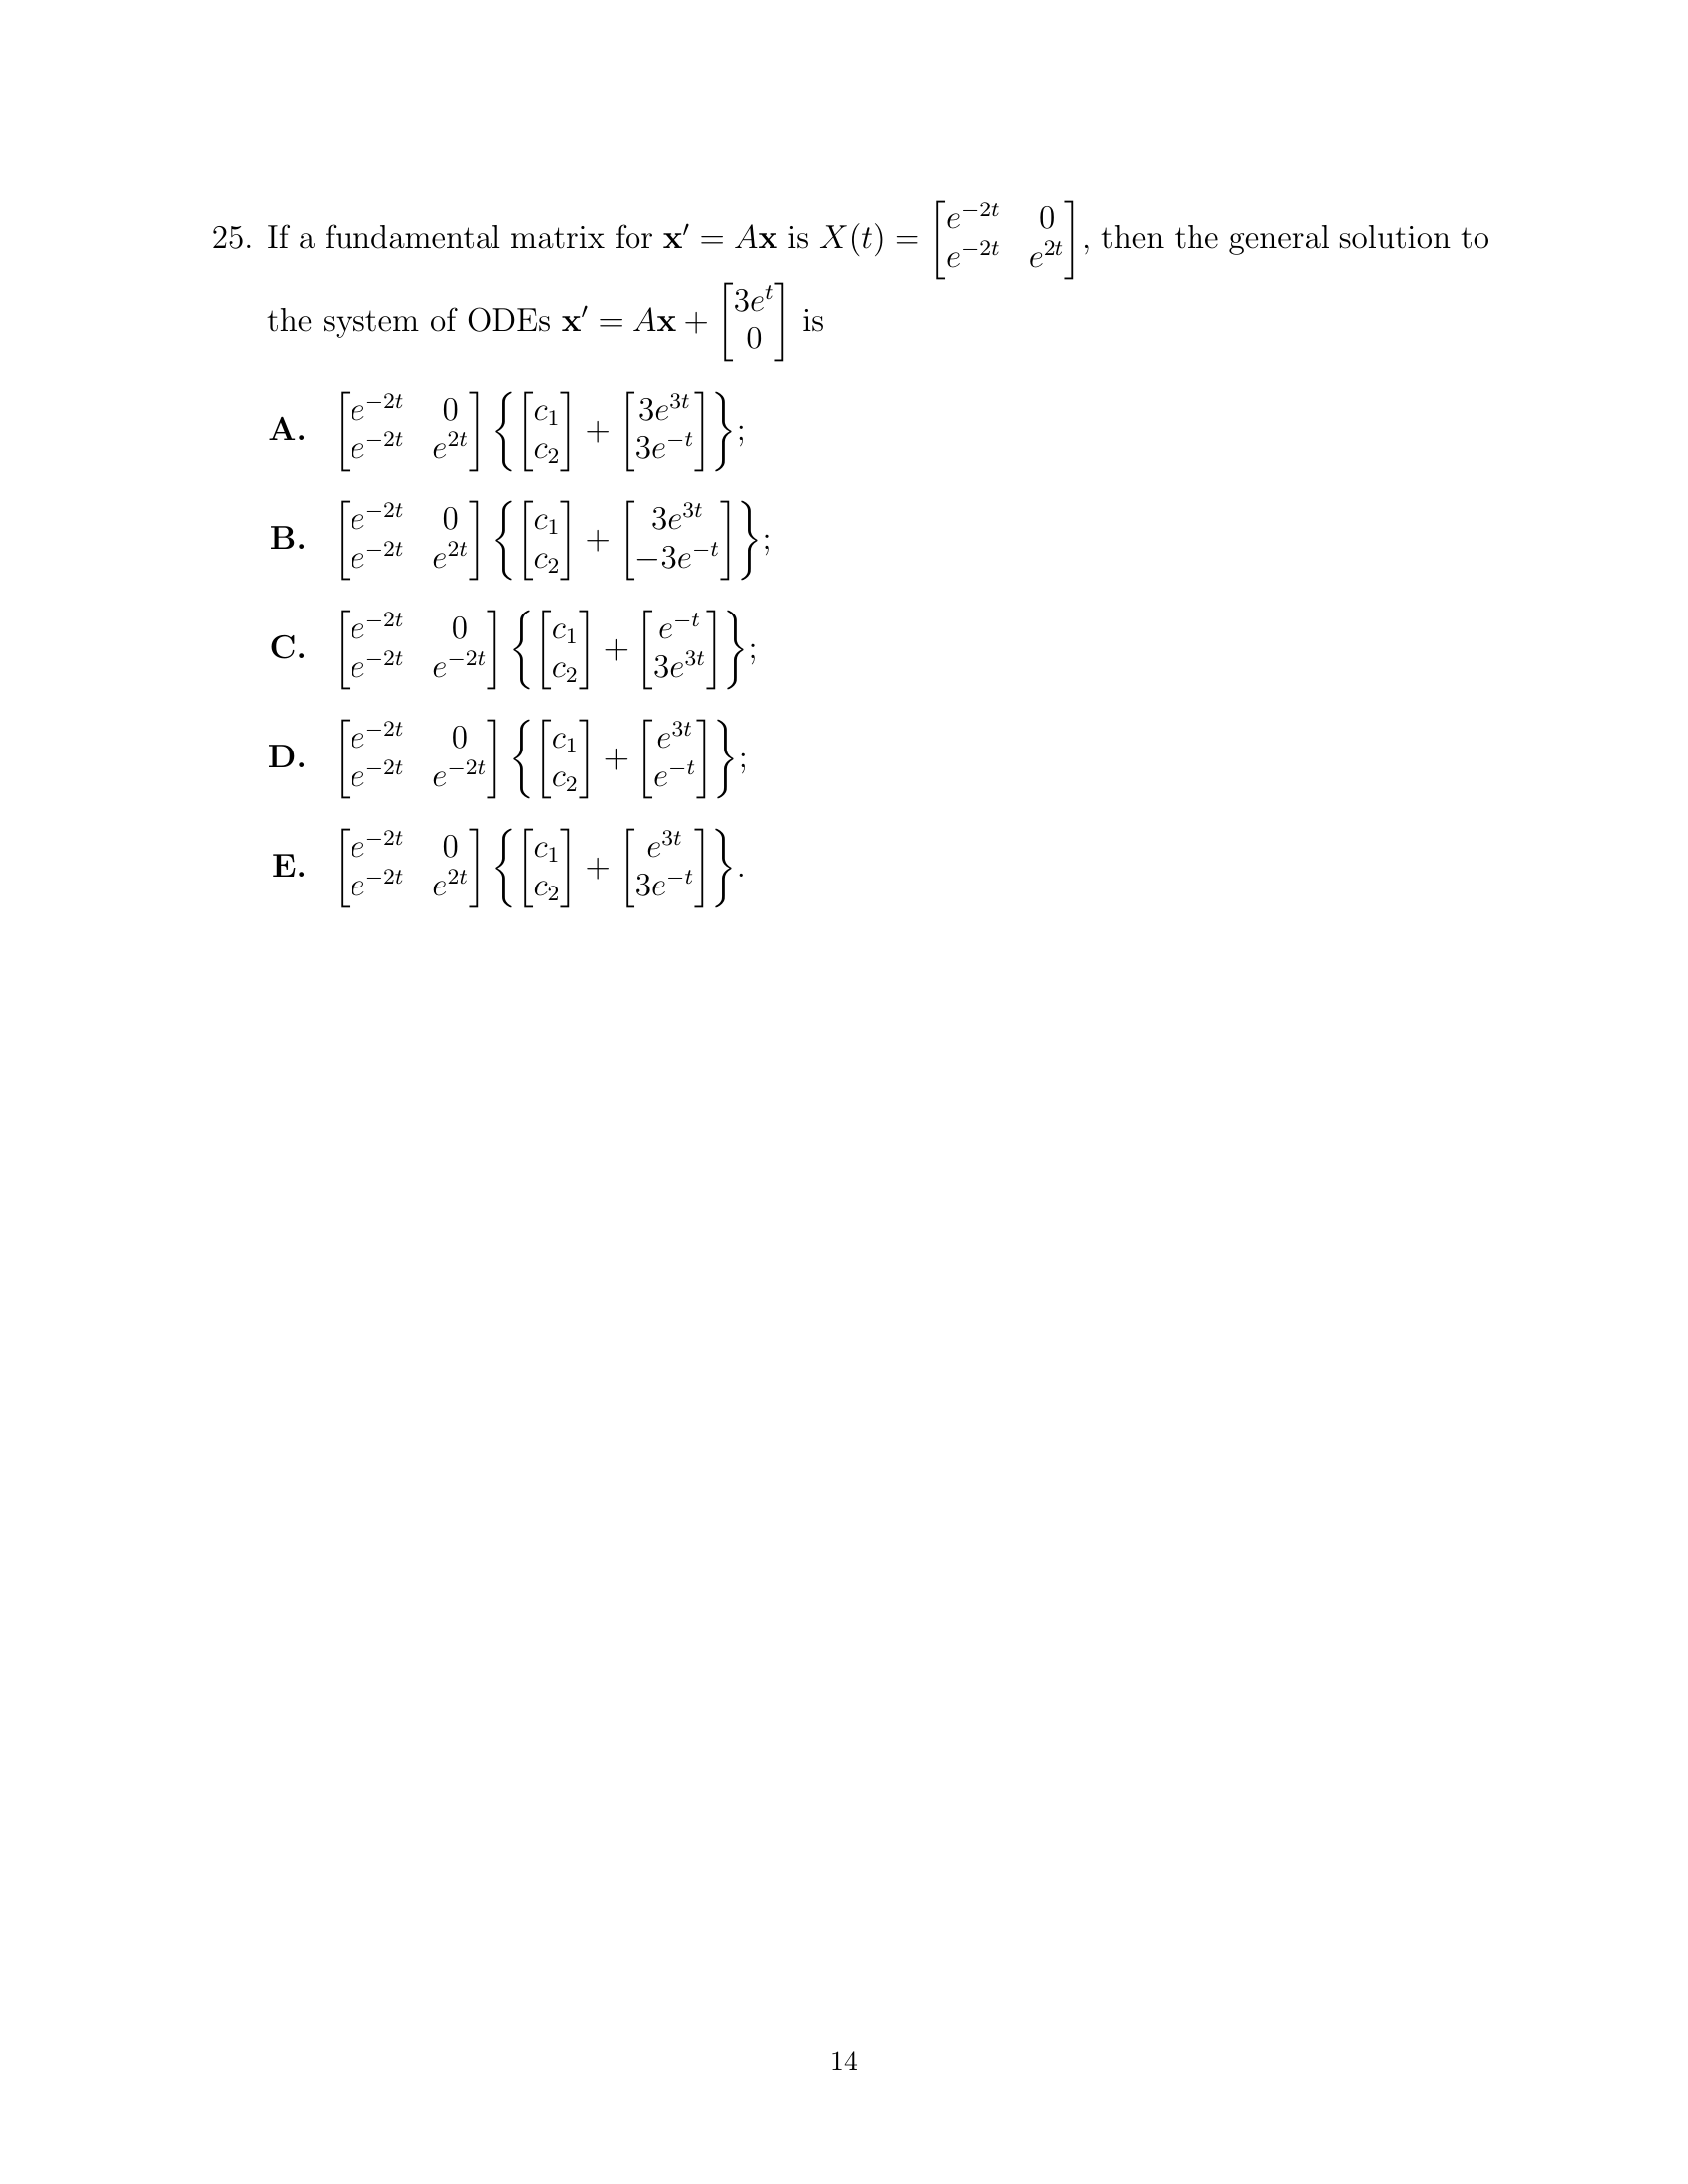 25. If a fundamental matrix for $\mathbf{x}' = A\mathbf{x}$ is $X(t) = \begin{bmatrix} e^{-2t} & 0 \\ e^{-2t} & e^{2t} \end{bmatrix}$, then the general solution to
the system of ODEs $\mathbf{x}' = A\mathbf{x} + \begin{bmatrix} 3e^{t} \\ 0 \end{bmatrix}$ is
A. $\begin{bmatrix} e^{-2t} & 0 \\ e^{-2t} & e^{2t} \end{bmatrix} \left\{ \begin{bmatrix} c_1 \\ c_2 \end{bmatrix} + \begin{bmatrix} 3e^{3t} \\ 3e^{-t} \end{bmatrix} \right\}$;
B. $\begin{bmatrix} e^{-2t} & 0 \\ e^{-2t} & e^{2t} \end{bmatrix} \left\{ \begin{bmatrix} c_1 \\ c_2 \end{bmatrix} + \begin{bmatrix} 3e^{3t} \\ -3e^{-t} \end{bmatrix} \right\}$;
C. $\begin{bmatrix} e^{-2t} & 0 \\ e^{-2t} & e^{-2t} \end{bmatrix} \left\{ \begin{bmatrix} c_1 \\ c_2 \end{bmatrix} + \begin{bmatrix} e^{-t} \\ 3e^{3t} \end{bmatrix} \right\}$;
D. $\begin{bmatrix} e^{-2t} & 0 \\ e^{-2t} & e^{-2t} \end{bmatrix} \left\{ \begin{bmatrix} c_1 \\ c_2 \end{bmatrix} + \begin{bmatrix} e^{3t} \\ e^{-t} \end{bmatrix} \right\}$;
E. $\begin{bmatrix} e^{-2t} & 0 \\ e^{-2t} & e^{2t} \end{bmatrix} \left\{ \begin{bmatrix} c_1 \\ c_2 \end{bmatrix} + \begin{bmatrix} e^{3t} \\ 3e^{-t} \end{bmatrix} \right\}$.
14